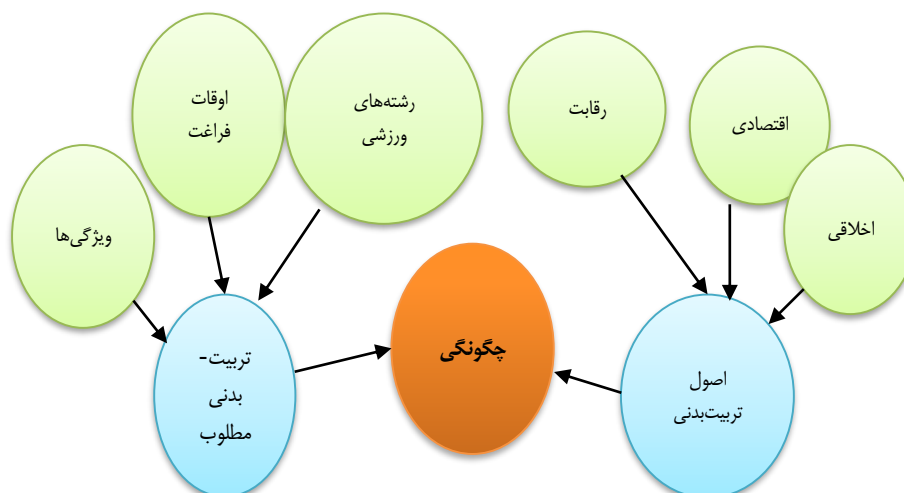 رقابت
اقتصادی
اخلاقی
اصول
تربیت‌بدنی
اوقات
فراغت
رشته‌های
ورزشی
ویژگی‌ها
تربیت-
بدنی
مطلوب
چگونگی